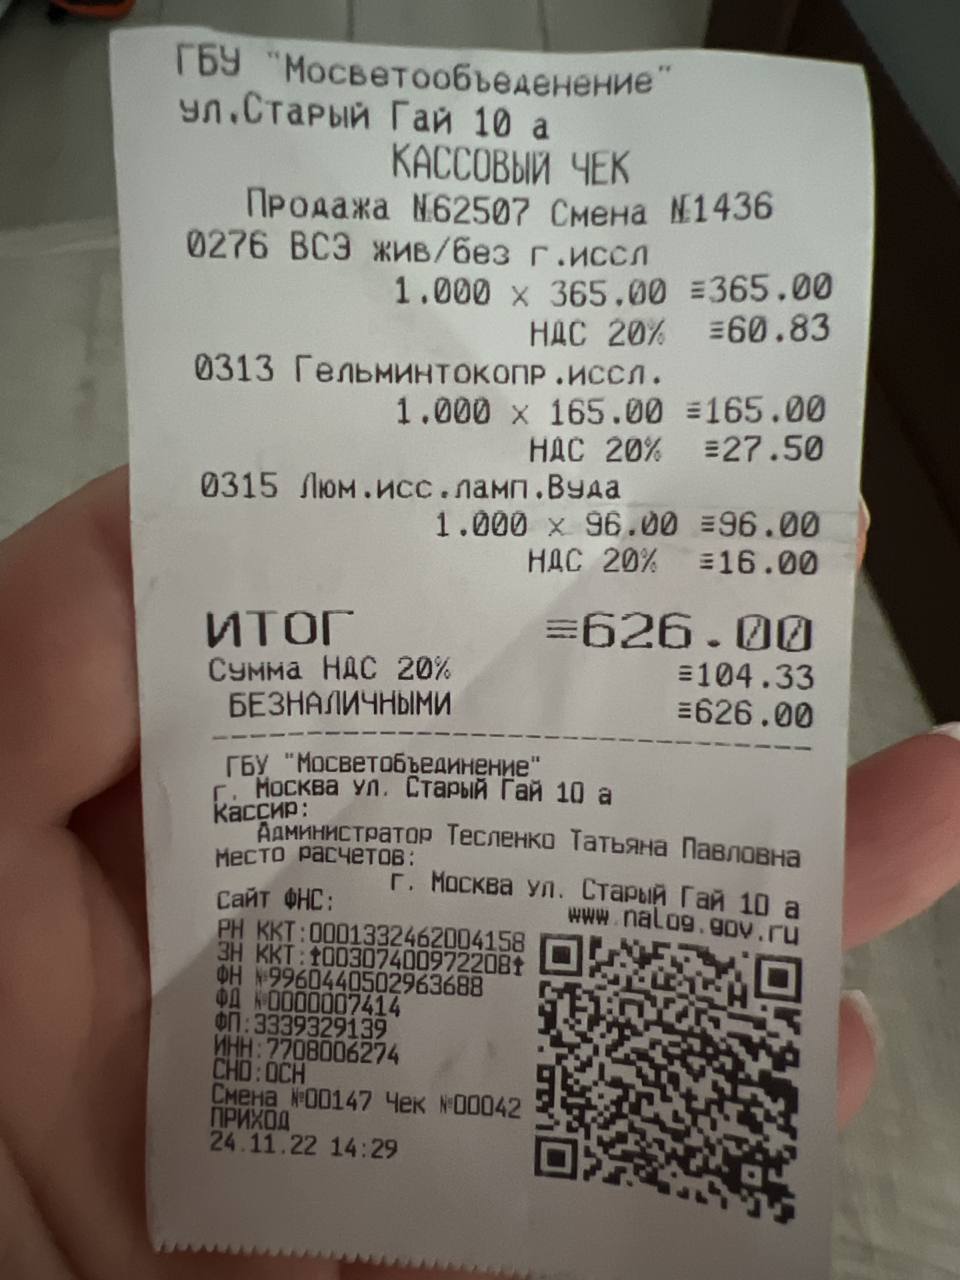 ГБУ "Мосветообъеденение"
ул.Старый Гай 10 а
КАССОВЫЙ ЧЕК
Продажа №62507 Смена №1436
0276 ВСЭ жив/без г.иссл
1.000 x 365.00 ≡365.00
НДС 20% ≡60.83
0313 Гельминтокопр.иссл.
1.000 x 165.00 ≡165.00
НДС 20% ≡27.50
0315 Люм.исс.ламп.Вуда
1.000 x 96.00 ≡96.00
НДС 20% ≡16.00
ИТОГ ≡626.00
Сумма НДС 20% ≡104.33
БЕЗНАЛИЧНЫМИ ≡626.00
ГБУ "Мосветобъединение"
г. Москва ул. Старый Гай 10 а
Кассир:
Администратор Тесленко Татьяна Павловна
Место расчетов:
г. Москва ул. Старый Гай 10 а
Сайт ФНС: www.nalog.gov.ru
РН ККТ:0001332462004158
ЗН ККТ:↑00307400972208↑
ФН №9960440502963688
ФД №0000007414
ФП:3339329139
ИНН:7708006274
СНО:ОСН
Смена №00147 Чек №00042
ПРИХОД
24.11.22 14:29